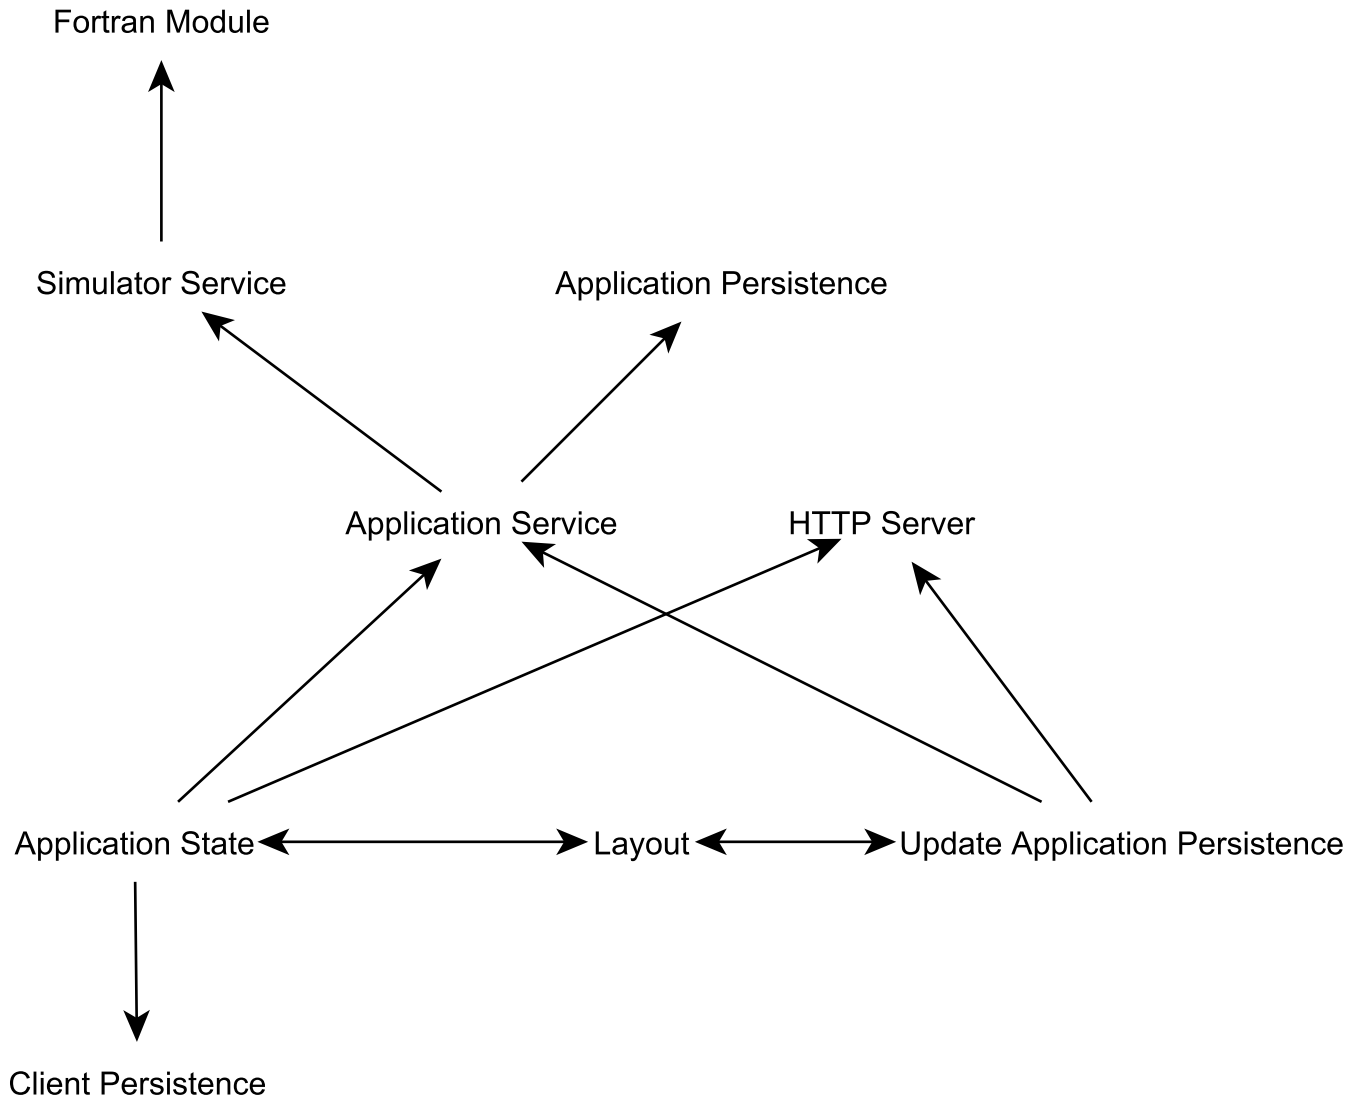 Fortran Module
Simulator Service
Application Persistence
Application Service
HTTP Server
Application State
Layout
Update Application Persistence
Client Persistence